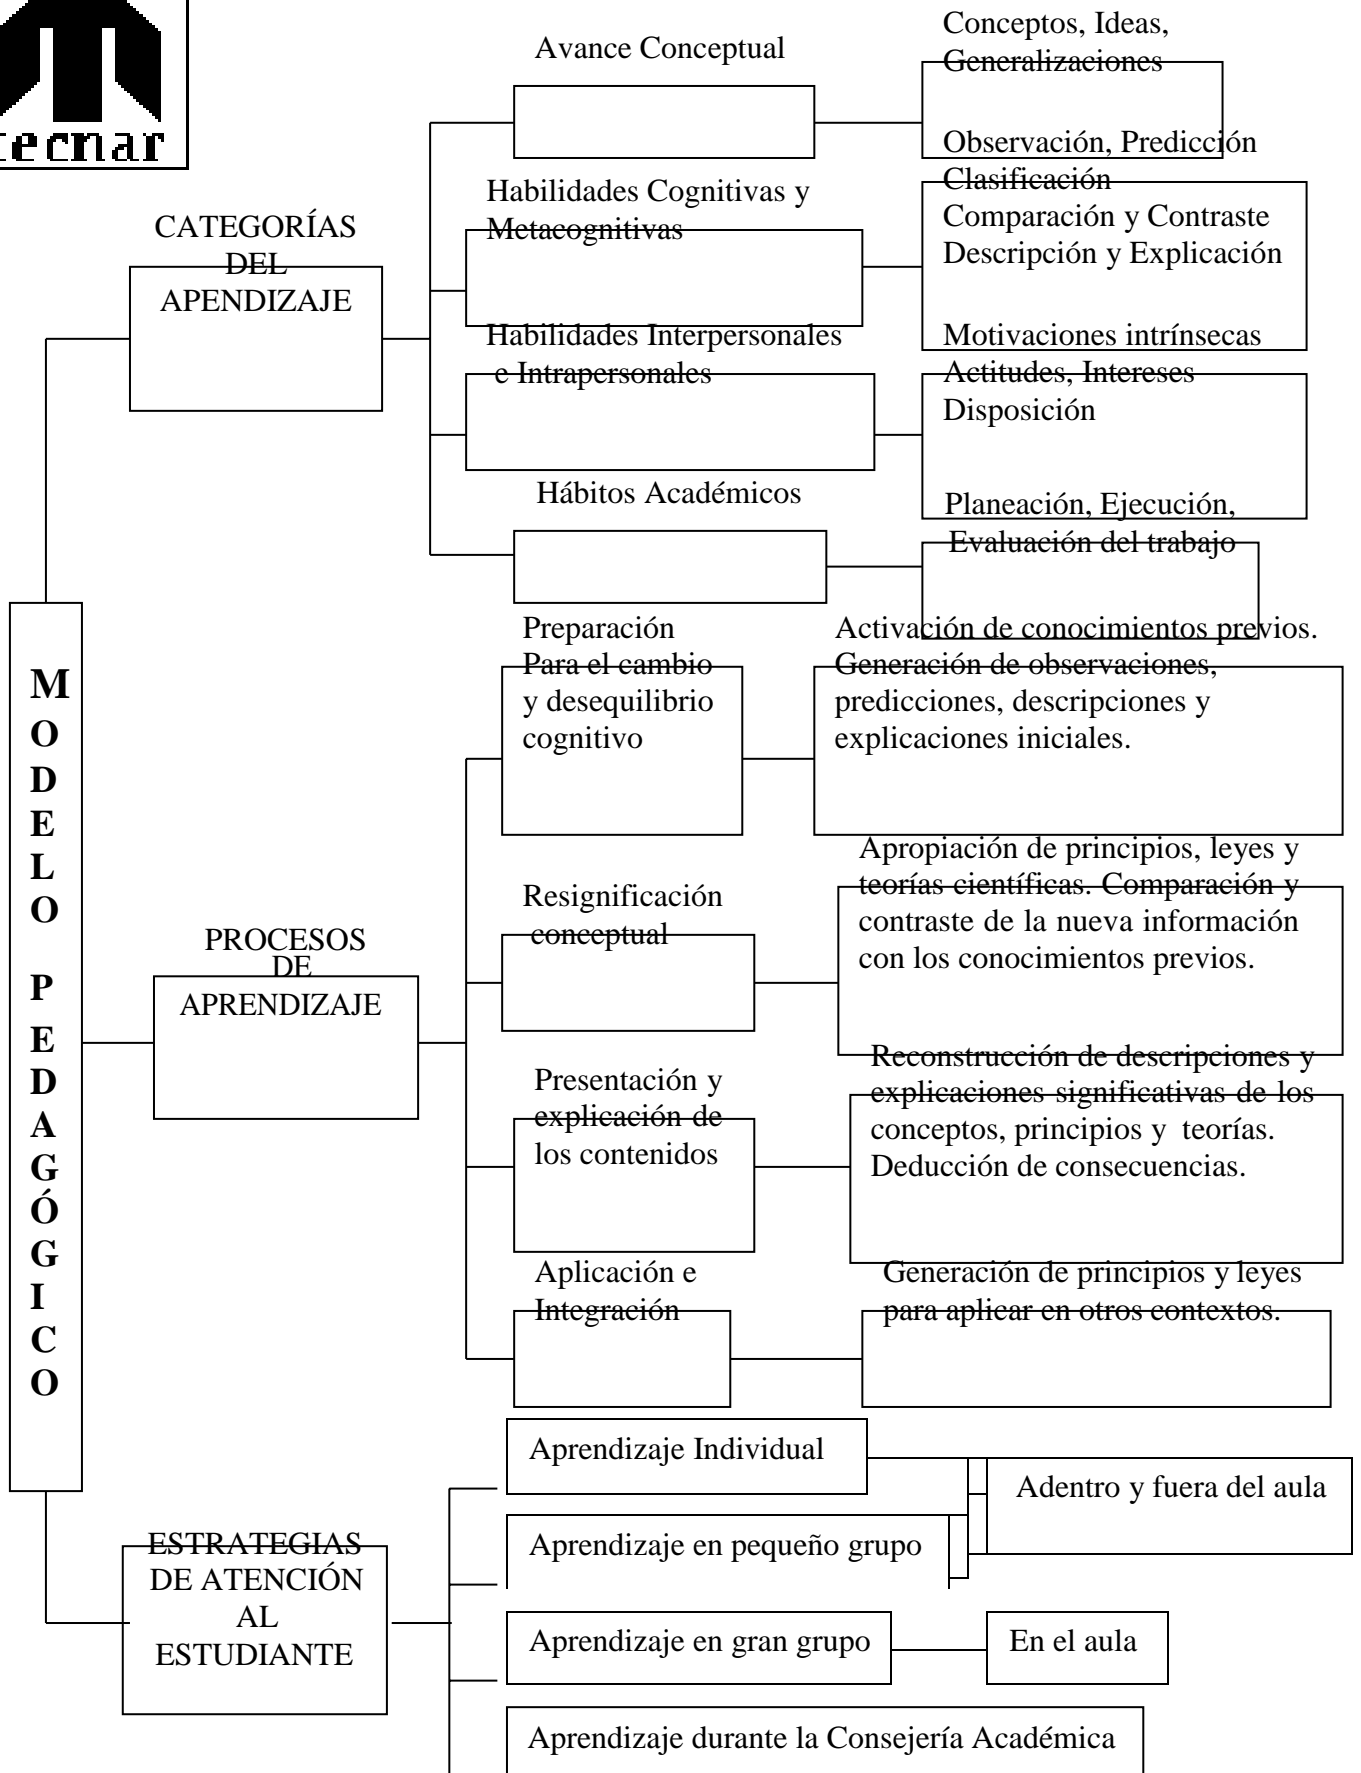 tecnar
MODELO PEDAGÓGICO
CATEGORÍAS
DEL
APENDIZAJE
Avance Conceptual
Conceptos, Ideas,
Generalizaciones
Habilidades Cognitivas y
Metacognitivas
Observación, Predicción
Clasificación
Comparación y Contraste
Descripción y Explicación
Habilidades Interpersonales
e Intrapersonales
Motivaciones intrínsecas
Actitudes, Intereses
Disposición
Hábitos Académicos
Planeación, Ejecución,
Evaluación del trabajo
PROCESOS
DE
APRENDIZAJE
Preparación
Para el cambio
y desequilibrio
cognitivo
Activación de conocimientos previos.
Generación de observaciones,
predicciones, descripciones y
explicaciones iniciales.
Resignificación
conceptual
Apropiación de principios, leyes y
teorías científicas. Comparación y
contraste de la nueva información
con los conocimientos previos.
Presentación y
explicación de
los contenidos
Reconstrucción de descripciones y
explicaciones significativas de los
conceptos, principios y teorías.
Deducción de consecuencias.
Aplicación e
Integración
Generación de principios y leyes
para aplicar en otros contextos.
ESTRATEGIAS
DE ATENCIÓN
AL
ESTUDIANTE
Aprendizaje Individual
Aprendizaje en pequeño grupo
Adentro y fuera del aula
Aprendizaje en gran grupo
En el aula
Aprendizaje durante la Consejería Académica